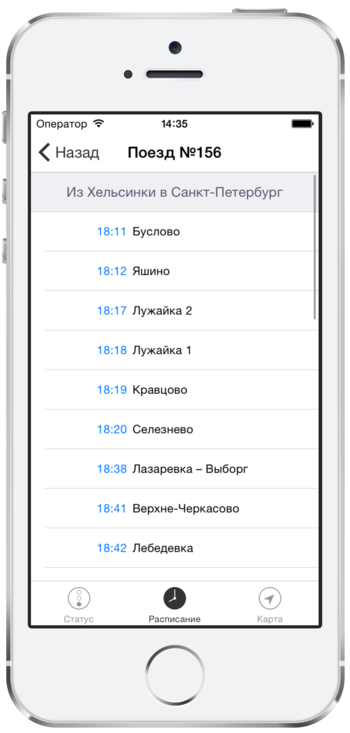 Оператор 14:35
Назад Поезд №156
Из Хельсинки в Санкт-Петербург
18:11 Буслово
18:12 Яшино
18:17 Лужайка 2
18:18 Лужайка 1
18:19 Кравцово
18:20 Селезнево
18:38 Лазаревка – Выборг
18:41 Верхне-Черкасово
18:42 Лебедевка
Статус Расписание Карта